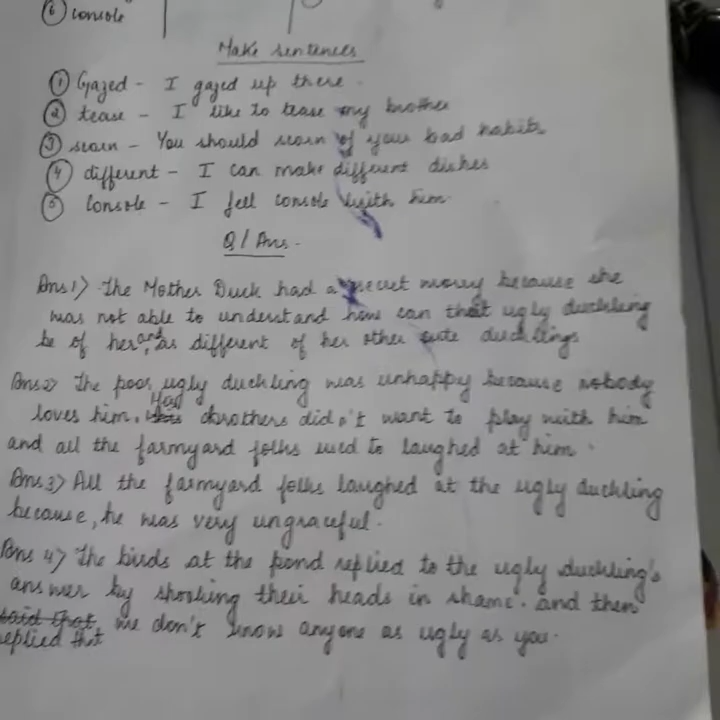 ⑥ console
Make sentences
① Gazed - I gazed up there.
② tease - I like to tease my brother
③ scorn - You should scorn of your bad habits
④ different - I can make different dishes
⑤ Console - I feel console with him.
Q/Ans.
Ans1) The Mother Duck had a secret worry because she
was not able to understand how can that ugly duckling
be of her and as different of her other cute ducklings
Ans2) The poor ugly duckling was unhappy because nobody
loves him. His brothers didn't want to play with him
and all the farmyard folks used to laughed at him.
Ans3) All the farmyard folks laughed at the ugly duckling
because, he was very ungraceful.
Ans 4) The birds at the pond replied to the ugly duckling's
answer by shooking their heads in shame. and then
said that, we don't know anyone as ugly as you.
replied that